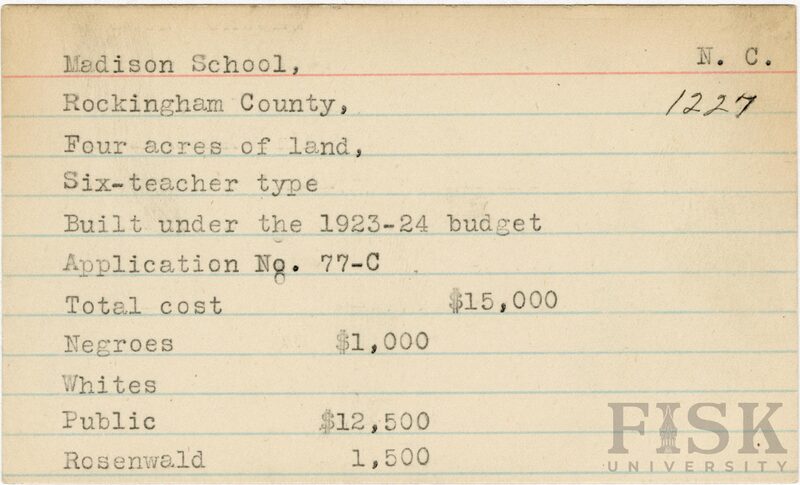 Madison School, N. C.
Rockingham County, 1227
Four acres of land,
Six-teacher type
Built under the 1923-24 budget
Application No. 77-C
Total cost $15,000
Negroes $1,000
Whites
Public $12,500
Rosenwald 1,500
FISK
UNIVERSITY